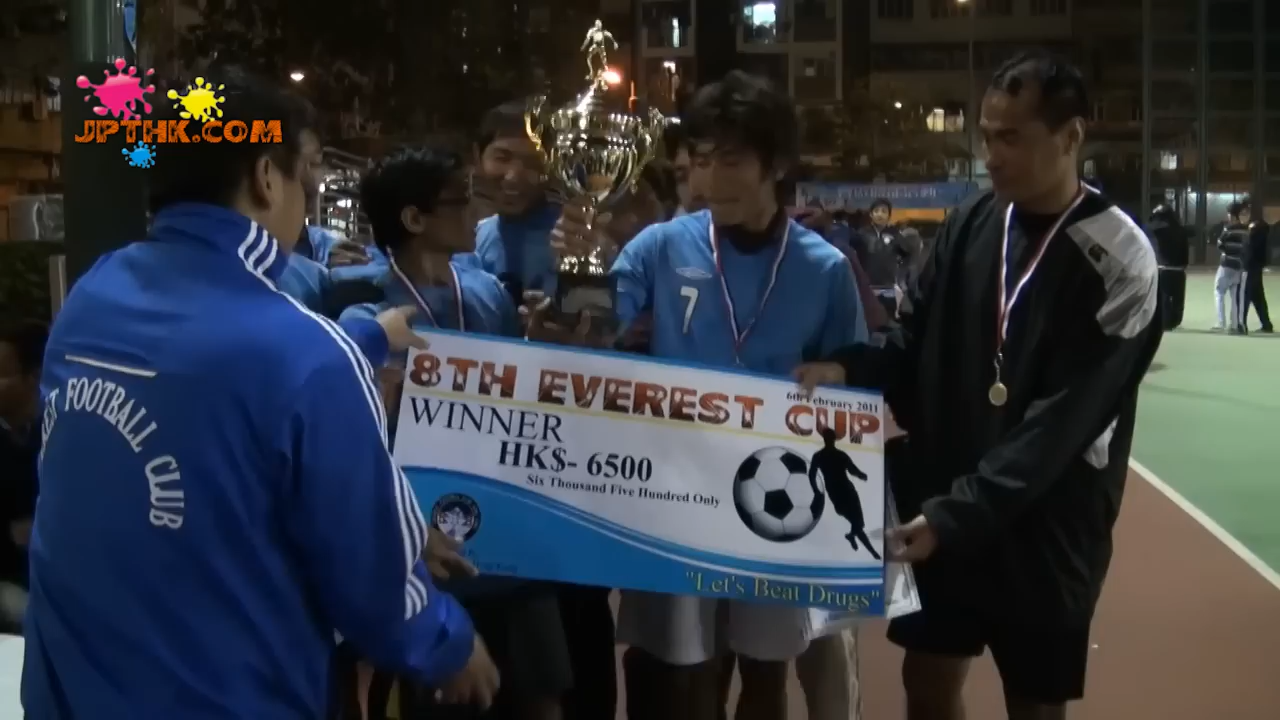 JPTHK.COM
FOOTBALL CLUB
7
8TH EVEREST CUP
6th February 2011
WINNER
HK$- 6500
Six Thousand Five Hundred Only
"Let's Beat Drugs"